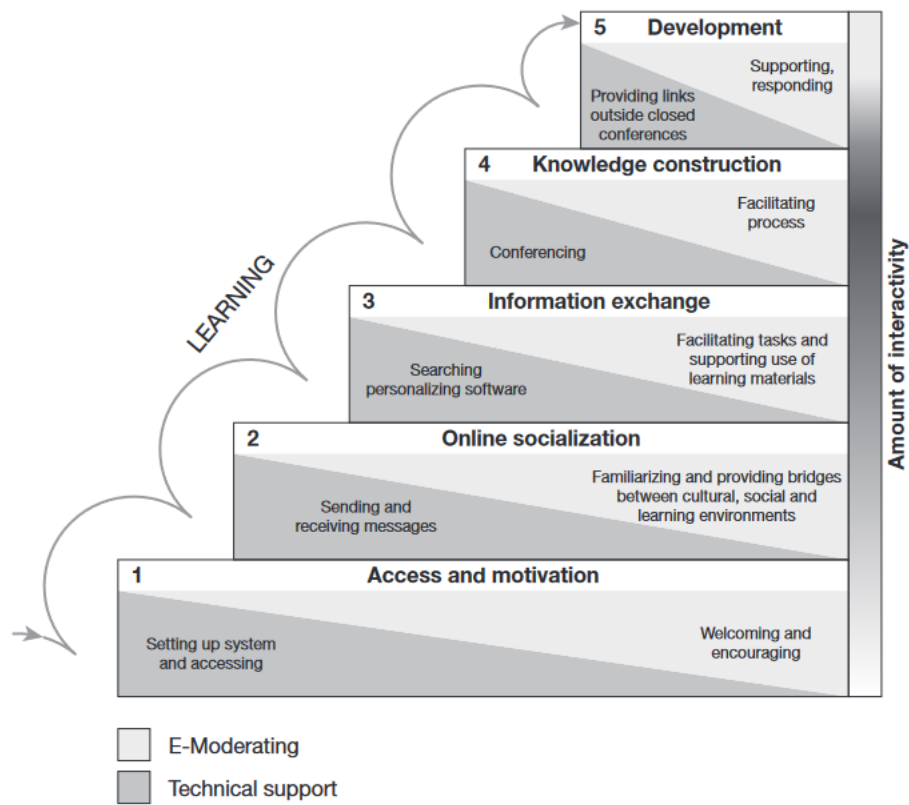 5 Development
Supporting,
responding
Providing links
outside closed
conferences
4 Knowledge construction
Facilitating
process
Conferencing
3 Information exchange
Facilitating tasks and
supporting use of
learning materials
Searching
personalizing software
2 Online socialization
Familiarizing and providing bridges
between cultural, social and
learning environments
Sending and
receiving messages
1 Access and motivation
Welcoming and
encouraging
Setting up system
and accessing
LEARNING
Amount of interactivity
E-Moderating
Technical support